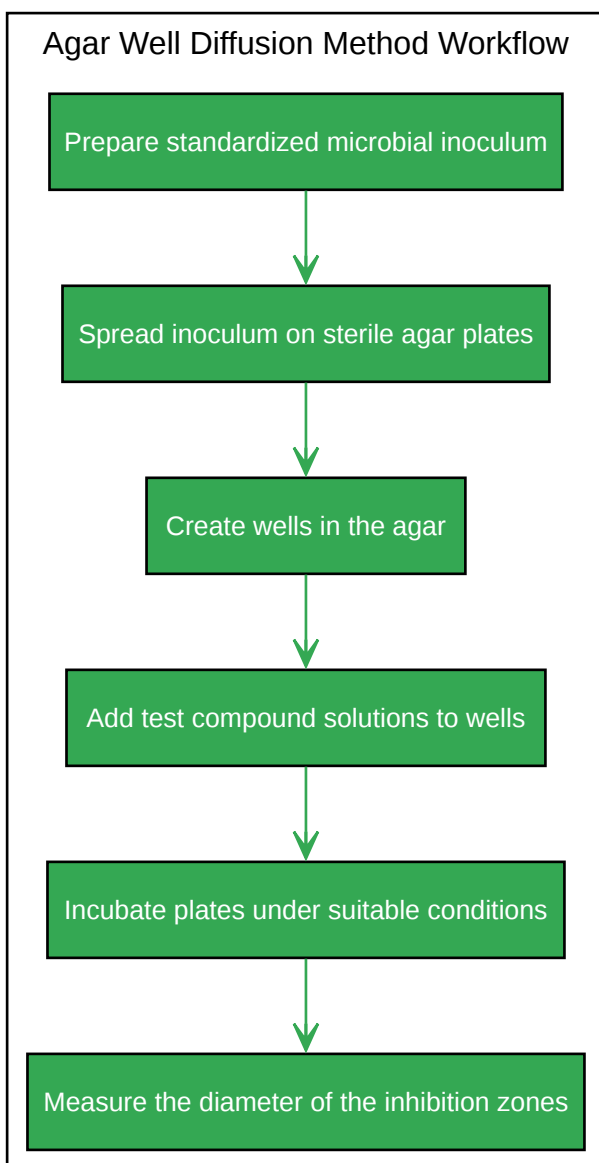 Agar Well Diffusion Method Workflow
Prepare standardized microbial inoculum
Spread inoculum on sterile agar plates
Create wells in the agar
Add test compound solutions to wells
Incubate plates under suitable conditions
Measure the diameter of the inhibition zones